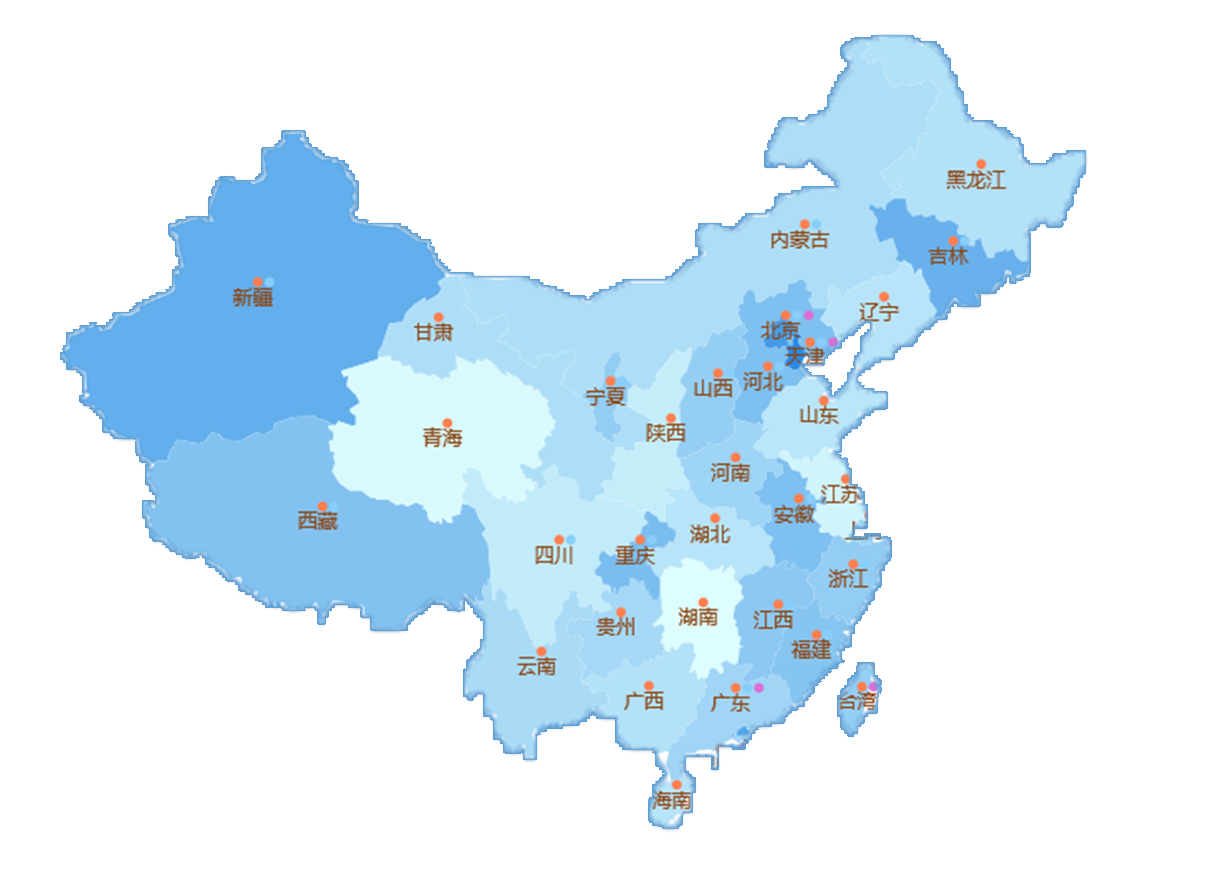 黑龙江
内蒙古
吉林
新疆
辽宁
甘肃
北京
天津
山西
河北
宁夏
山东
陕西
青海
河南
江苏
安徽
西藏
湖北
四川
重庆
浙江
湖南
江西
贵州
福建
云南
广西
广东
台湾
海南